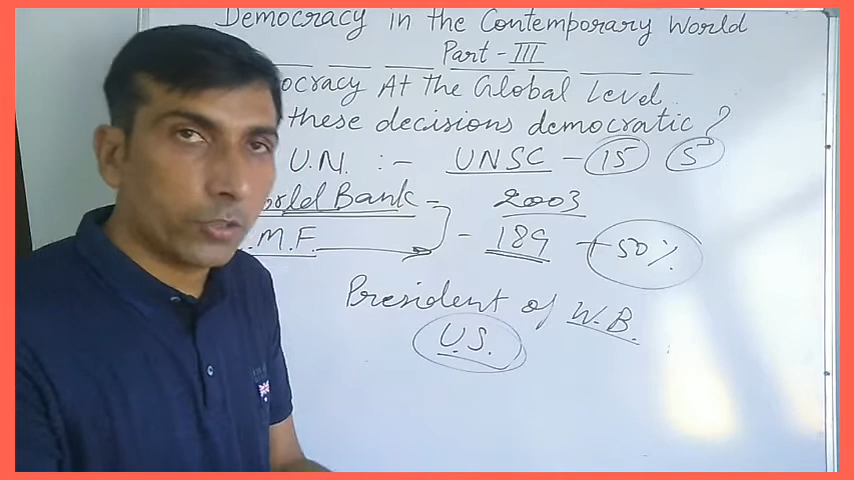 Democracy in the Contemporary World
Part - III
ocracy At the Global Level
these decisions democratic ?
U.N. :- UNSC - 15 5
orld Bank - 2003
.M.F. - 189 - 50%
President of W.B.
U.S.